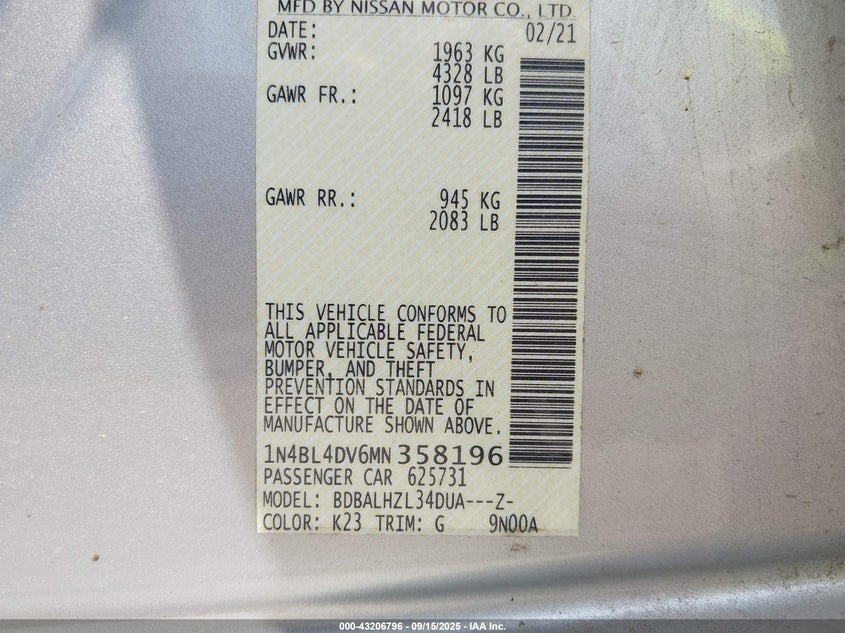 MFD BY NISSAN MOTOR CO., LTD.
DATE: 02/21
GVWR: 1963 KG
4328 LB
GAWR FR.: 1097 KG
2418 LB
GAWR RR.: 945 KG
2083 LB
THIS VEHICLE CONFORMS TO
ALL APPLICABLE FEDERAL
MOTOR VEHICLE SAFETY,
BUMPER, AND THEFT
PREVENTION STANDARDS IN
EFFECT ON THE DATE OF
MANUFACTURE SHOWN ABOVE.
1N4BL4DV6MN358196
PASSENGER CAR 625731
MODEL: BDBALHZL34DUA---Z-
COLOR: K23 TRIM: G 9N00A
000-43206796 - 09/15/2025 - IAA Inc.